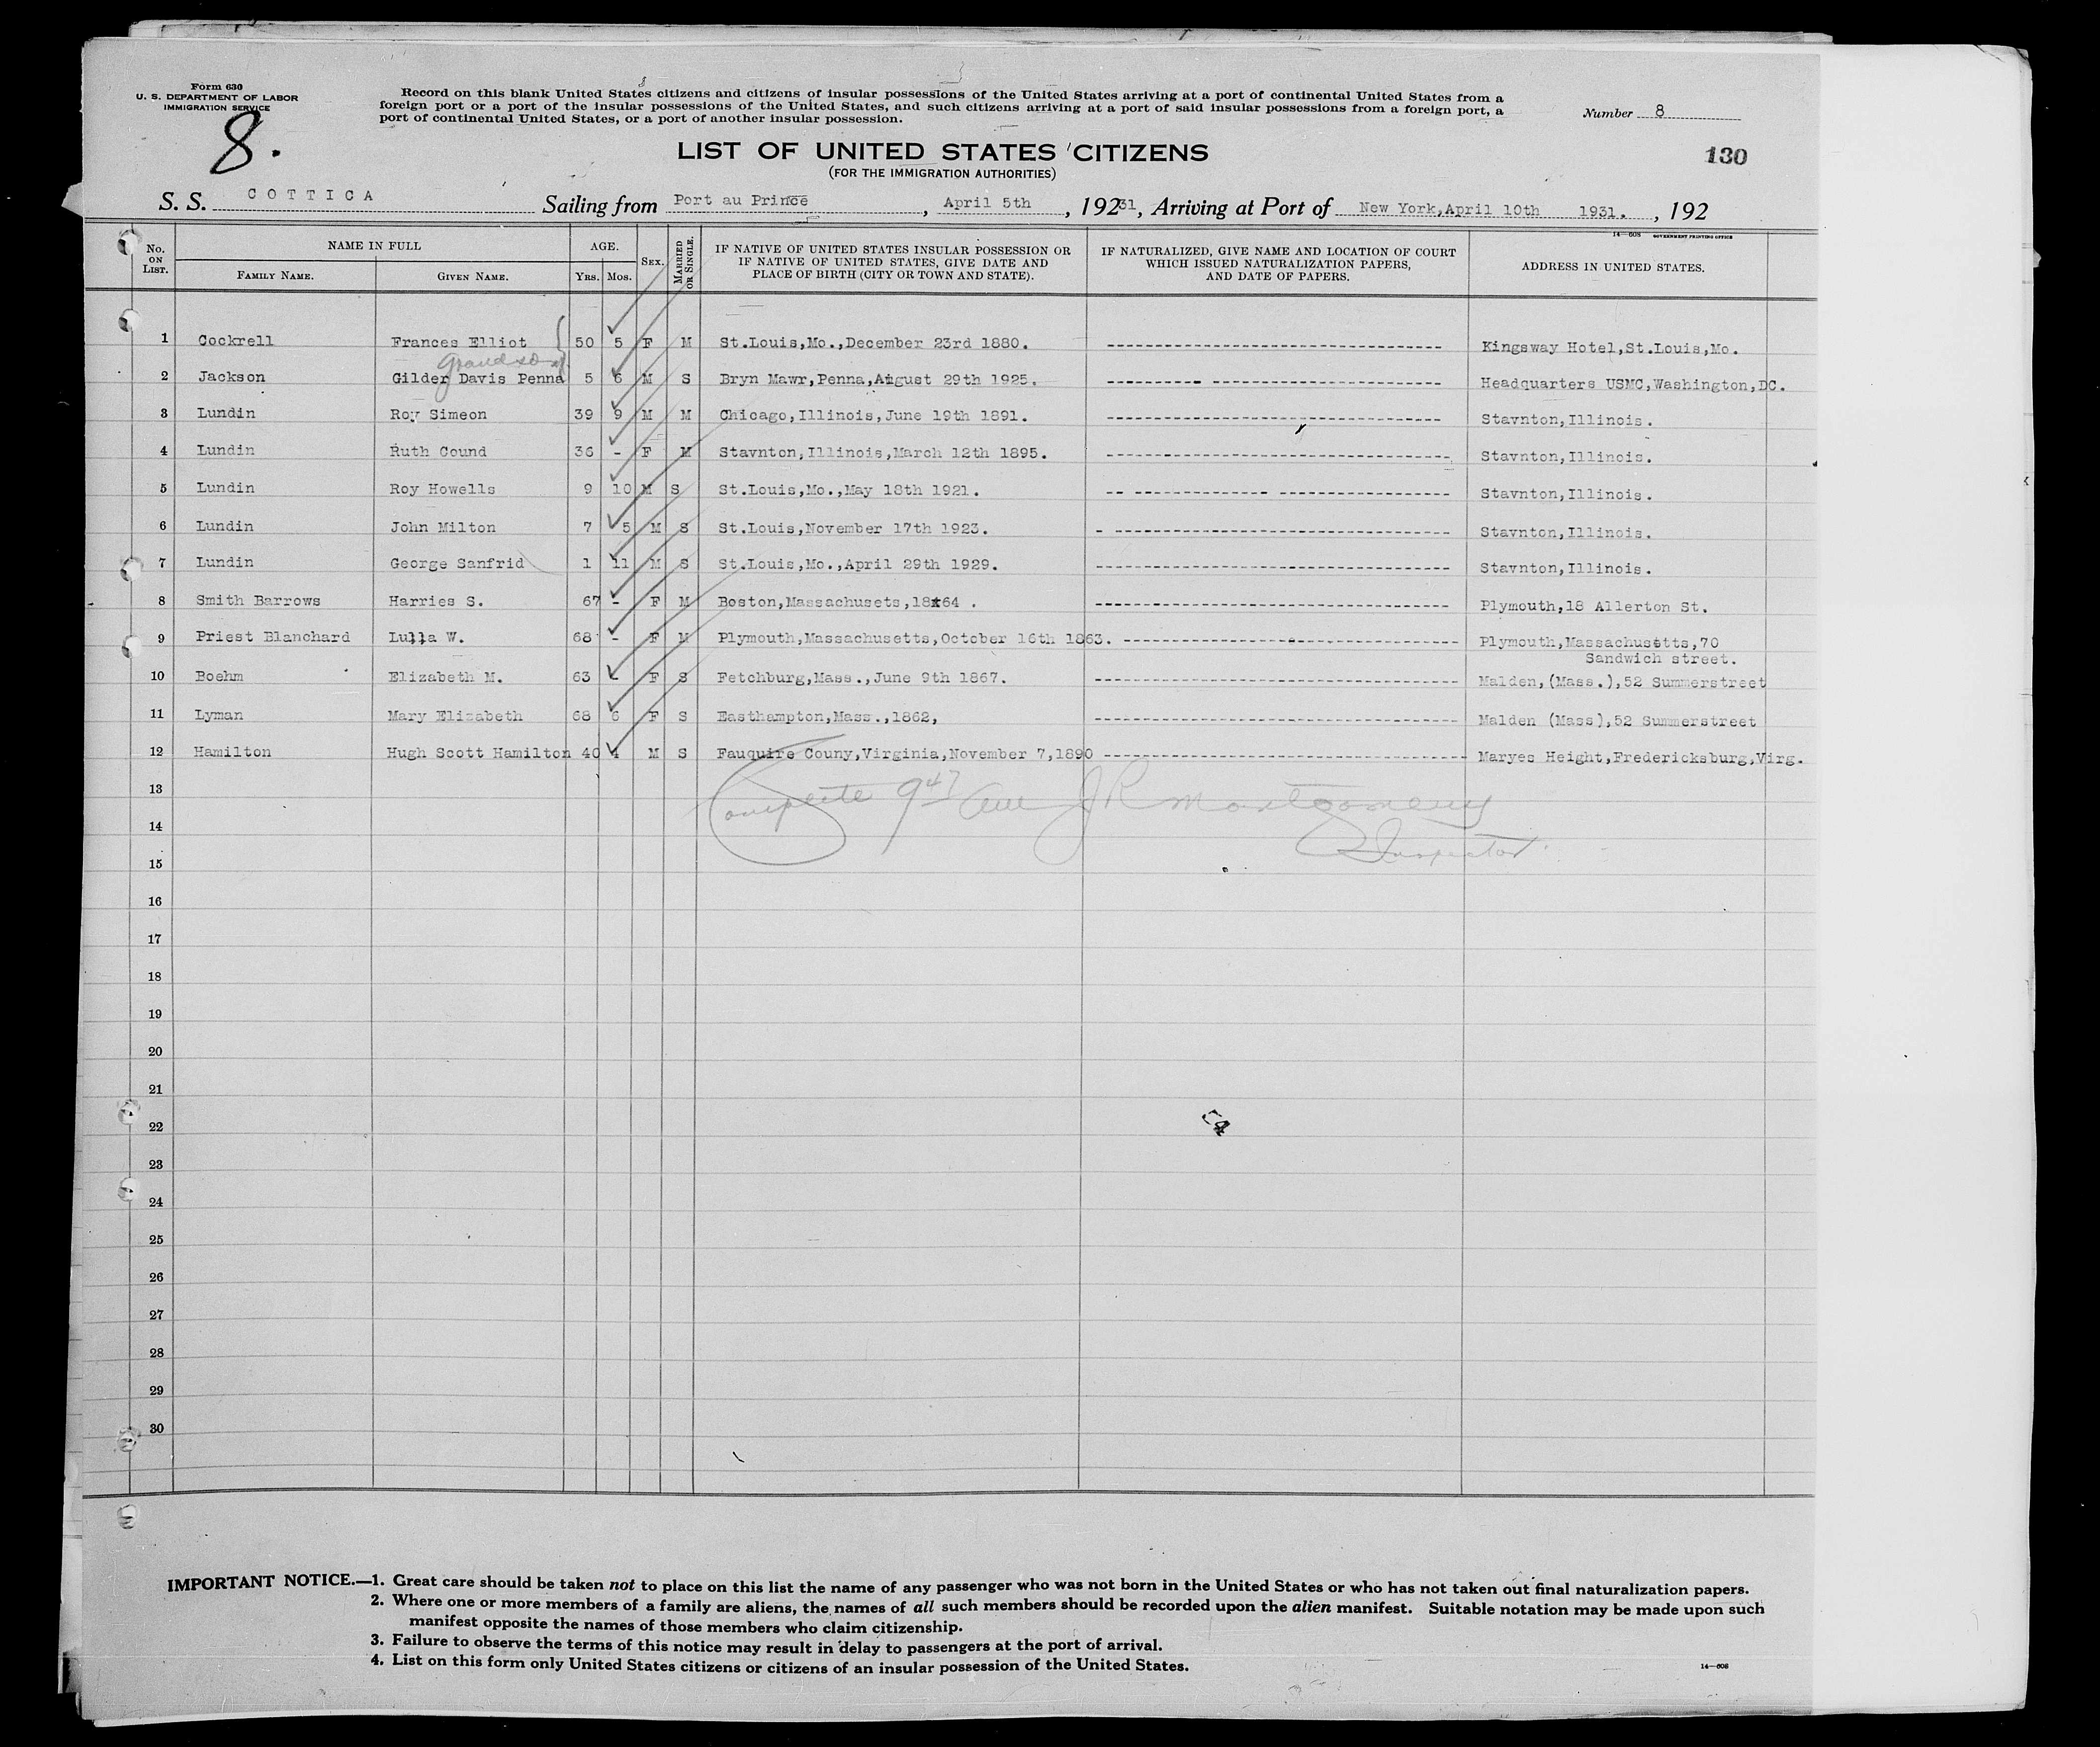 Form 630
U. S. DEPARTMENT OF LABOR
IMMIGRATION SERVICE
8.
Record on this blank United States citizens and citizens of insular possessions of the United States arriving at a port of continental United States from a
foreign port or a port of the insular possessions of the United States, and such citizens arriving at a port of said insular possessions from a foreign port, a
port of continental United States, or a port of another insular possession.
Number 8
130
LIST OF UNITED STATES CITIZENS
(FOR THE IMMIGRATION AUTHORITIES)
S. S. COTTICA Sailing from Port au Prince, April 5th, 19231, Arriving at Port of New York,April 10th 1931., 192
14—608 GOVERNMENT PRINTING OFFICE
No. ON LIST. NAME IN FULL FAMILY NAME. GIVEN NAME. AGE. YRS. MOS. SEX. MARRIED OR SINGLE. IF NATIVE OF UNITED STATES INSULAR POSSESSION OR IF NATIVE OF UNITED STATES, GIVE DATE AND PLACE OF BIRTH (CITY OR TOWN AND STATE). IF NATURALIZED, GIVE NAME AND LOCATION OF COURT WHICH ISSUED NATURALIZATION PAPERS, AND DATE OF PAPERS. ADDRESS IN UNITED STATES.
1 Cockrell Frances Elliot 50 5 F M St.Louis,Mo.,December 23rd 1880. Kingsway Hotel,St.Louis,Mo.
Grandson
2 Jackson Gilder Davis Penna 5 6 M S Bryn Mawr,Penna,August 29th 1925. Headquarters USMC,Washington,DC.
3 Lundin Roy Simeon 39 9 M M Chicago,Illinois,June 19th 1891. Stavnton,Illinois.
4 Lundin Ruth Cound 36 - F M Stavnton,Illinois,March 12th 1895. Stavnton,Illinois.
5 Lundin Roy Howells 9 10 M S St.Louis,Mo.,May 18th 1921. Stavnton,Illinois.
6 Lundin John Milton 7 5 M S St.Louis,November 17th 1923. Stavnton,Illinois.
7 Lundin George Sanfrid 1 11 M S St.Louis,Mo.,April 29th 1929. Stavnton,Illinois.
8 Smith Barrows Harries S. 67 - F M Boston,Massachusets,1864 . Plymouth,18 Allerton St.
9 Priest Blanchard Lulla W. 68 - F M Plymouth,Massachusetts,October 16th 1863. Plymouth,Massachusetts,70
Sandwich street.
10 Boehm Elizabeth M. 63 - F S Fetchburg,Mass.,June 9th 1867. Malden,(Mass.),52 Summerstreet
11 Lyman Mary Elizabeth 68 6 F S Easthampton,Mass.,1862, Malden (Mass),52 Summerstreet
12 Hamilton Hugh Scott Hamilton 40 4 M S Fauquire Couny,Virginia,November 7,1890 Maryes Height,Fredericksburg,Virg.
13 Complete 9 47 am J R Montgomery
14
Inspector
15
16
17
18
19
20
21
22
23
24
25
26
27
28
29
30
IMPORTANT NOTICE.—1. Great care should be taken not to place on this list the name of any passenger who was not born in the United States or who has not taken out final naturalization papers.
2. Where one or more members of a family are aliens, the names of all such members should be recorded upon the alien manifest. Suitable notation may be made upon such
manifest opposite the names of those members who claim citizenship.
3. Failure to observe the terms of this notice may result in delay to passengers at the port of arrival.
4. List on this form only United States citizens or citizens of an insular possession of the United States.
14—608